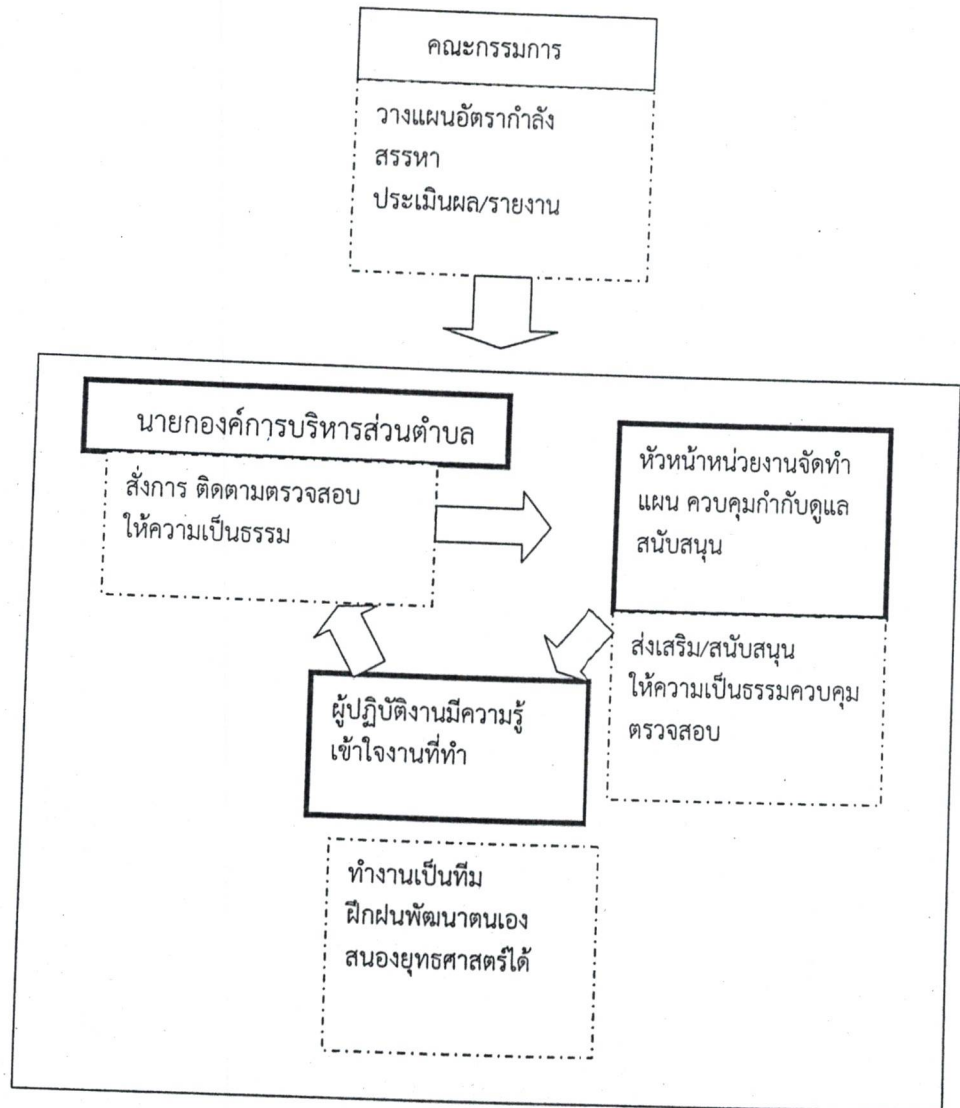 คณะกรรมการ
วางแผนอัตรากำลัง
สรรหา
ประเมินผล/รายงาน
นายกองค์การบริหารส่วนตำบล
สั่งการ ติดตามตรวจสอบ
ให้ความเป็นธรรม
หัวหน้าหน่วยงานจัดทำ
แผน ควบคุมกำกับดูแล
สนับสนุน
ส่งเสริม/สนับสนุน
ให้ความเป็นธรรมควบคุม
ตรวจสอบ
ผู้ปฏิบัติงานมีความรู้
เข้าใจงานที่ทำ
ทำงานเป็นทีม
ฝึกฝนพัฒนาตนเอง
สนองยุทธศาสตร์ได้